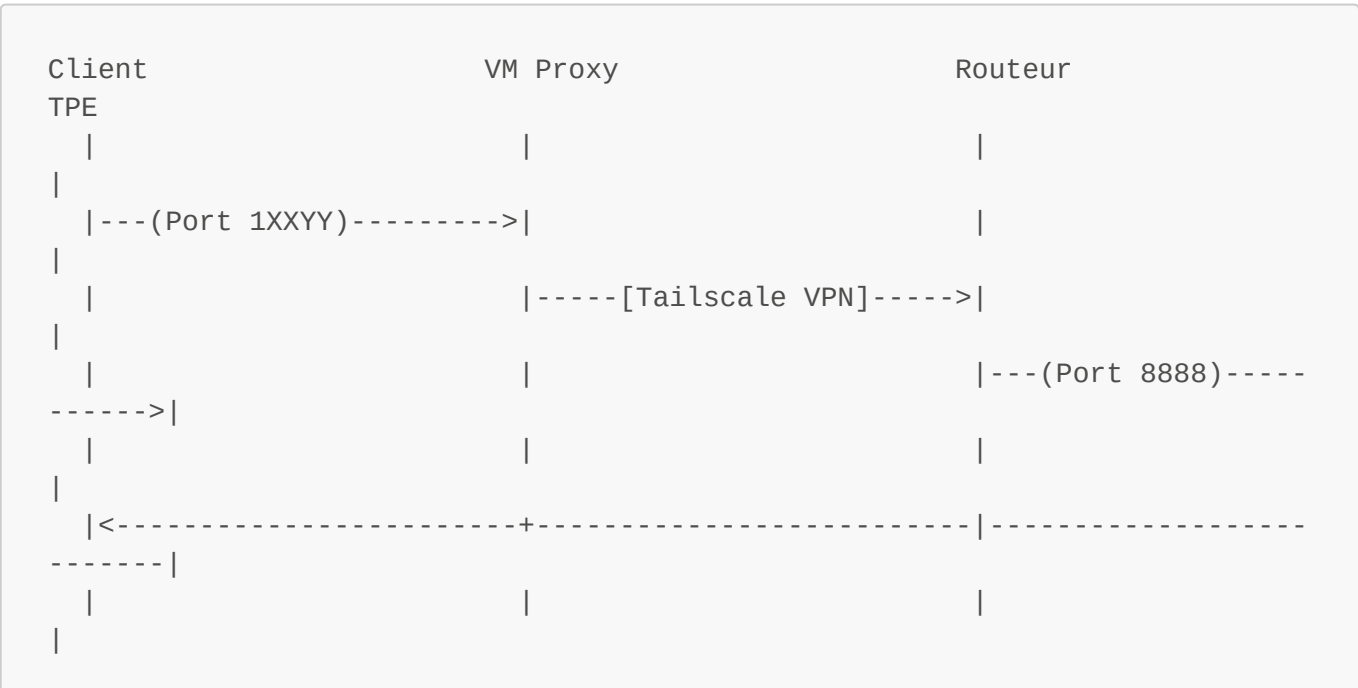 Client                     VM Proxy                     Routeur
TPE
  |                           |                            |
|
  |---(Port 1XXYY)--------->|                            |
|
  |                           |-----[Tailscale VPN]----->|
|
  |                           |                            |---(Port 8888)-----
------>|
  |                           |                            |
|
  |<-------------------------+---------------------------|--------------------
-------|
  |                           |                            |
|